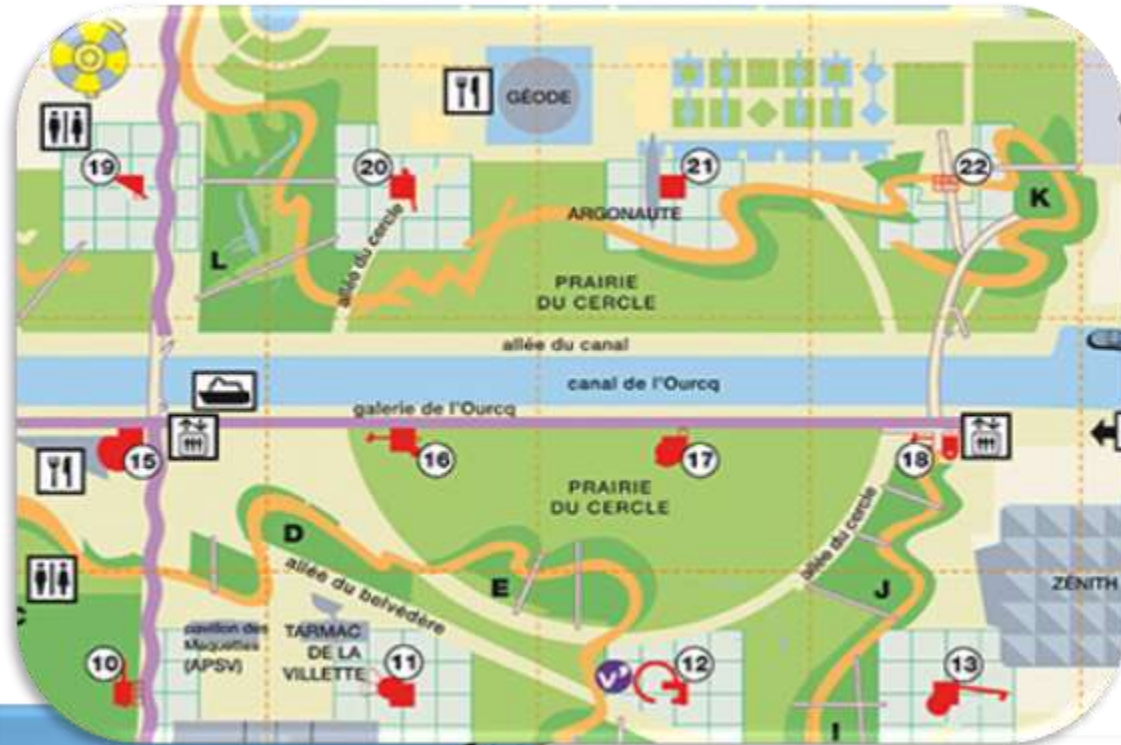 GÉODE
19
20
21
22
ARGONAUTE
K
L
allée du cercle
PRAIRIE
DU CERCLE
allée du canal
canal de l'Ourcq
galerie de l'Ourcq
15
16
17
18
PRAIRIE
DU CERCLE
D
allée du belvédère
E
allée du cercle
J
ZÉNITH
pavillon des
Maquettes
(APSV)
TARMAC
DE LA
VILLETTE
10
11
12
13
I